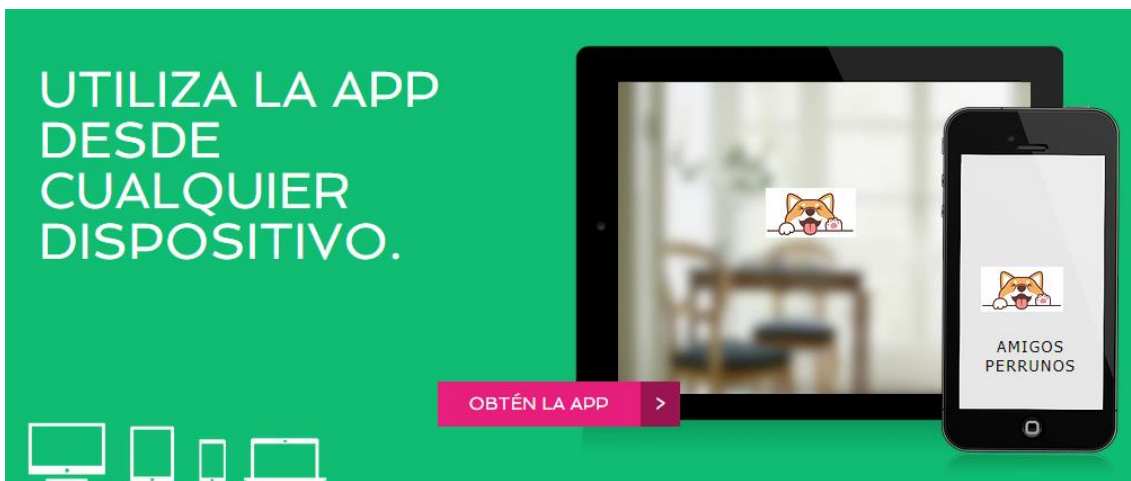 UTILIZA LA APP
DESDE
CUALQUIER
DISPOSITIVO.
AMIGOS
PERRUNOS
OBTÉN LA APP >